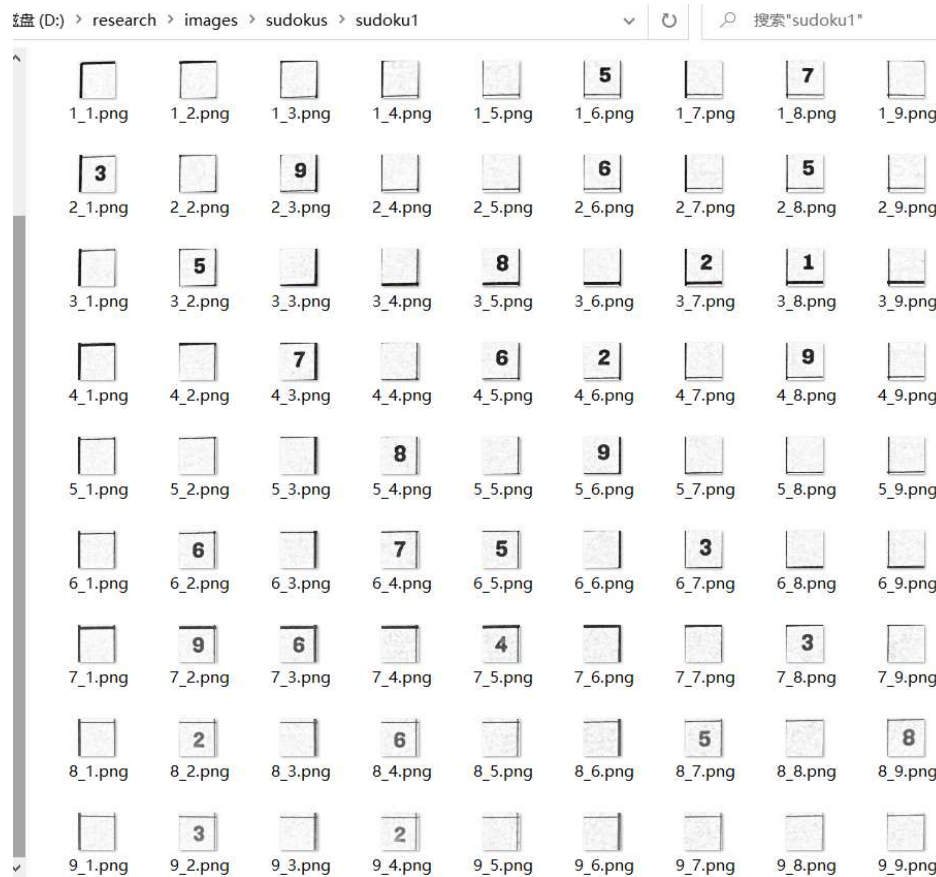 磁盘 (D:) > research > images > sudokus > sudoku1
搜索"sudoku1"
5 7
1_1.png 1_2.png 1_3.png 1_4.png 1_5.png 1_6.png 1_7.png 1_8.png 1_9.png
3 9 6 5
2_1.png 2_2.png 2_3.png 2_4.png 2_5.png 2_6.png 2_7.png 2_8.png 2_9.png
5 8 2 1
3_1.png 3_2.png 3_3.png 3_4.png 3_5.png 3_6.png 3_7.png 3_8.png 3_9.png
7 6 2 9
4_1.png 4_2.png 4_3.png 4_4.png 4_5.png 4_6.png 4_7.png 4_8.png 4_9.png
8 9
5_1.png 5_2.png 5_3.png 5_4.png 5_5.png 5_6.png 5_7.png 5_8.png 5_9.png
6 7 5 3
6_1.png 6_2.png 6_3.png 6_4.png 6_5.png 6_6.png 6_7.png 6_8.png 6_9.png
9 6 4 3
7_1.png 7_2.png 7_3.png 7_4.png 7_5.png 7_6.png 7_7.png 7_8.png 7_9.png
2 6 5 8
8_1.png 8_2.png 8_3.png 8_4.png 8_5.png 8_6.png 8_7.png 8_8.png 8_9.png
3 2
9_1.png 9_2.png 9_3.png 9_4.png 9_5.png 9_6.png 9_7.png 9_8.png 9_9.png